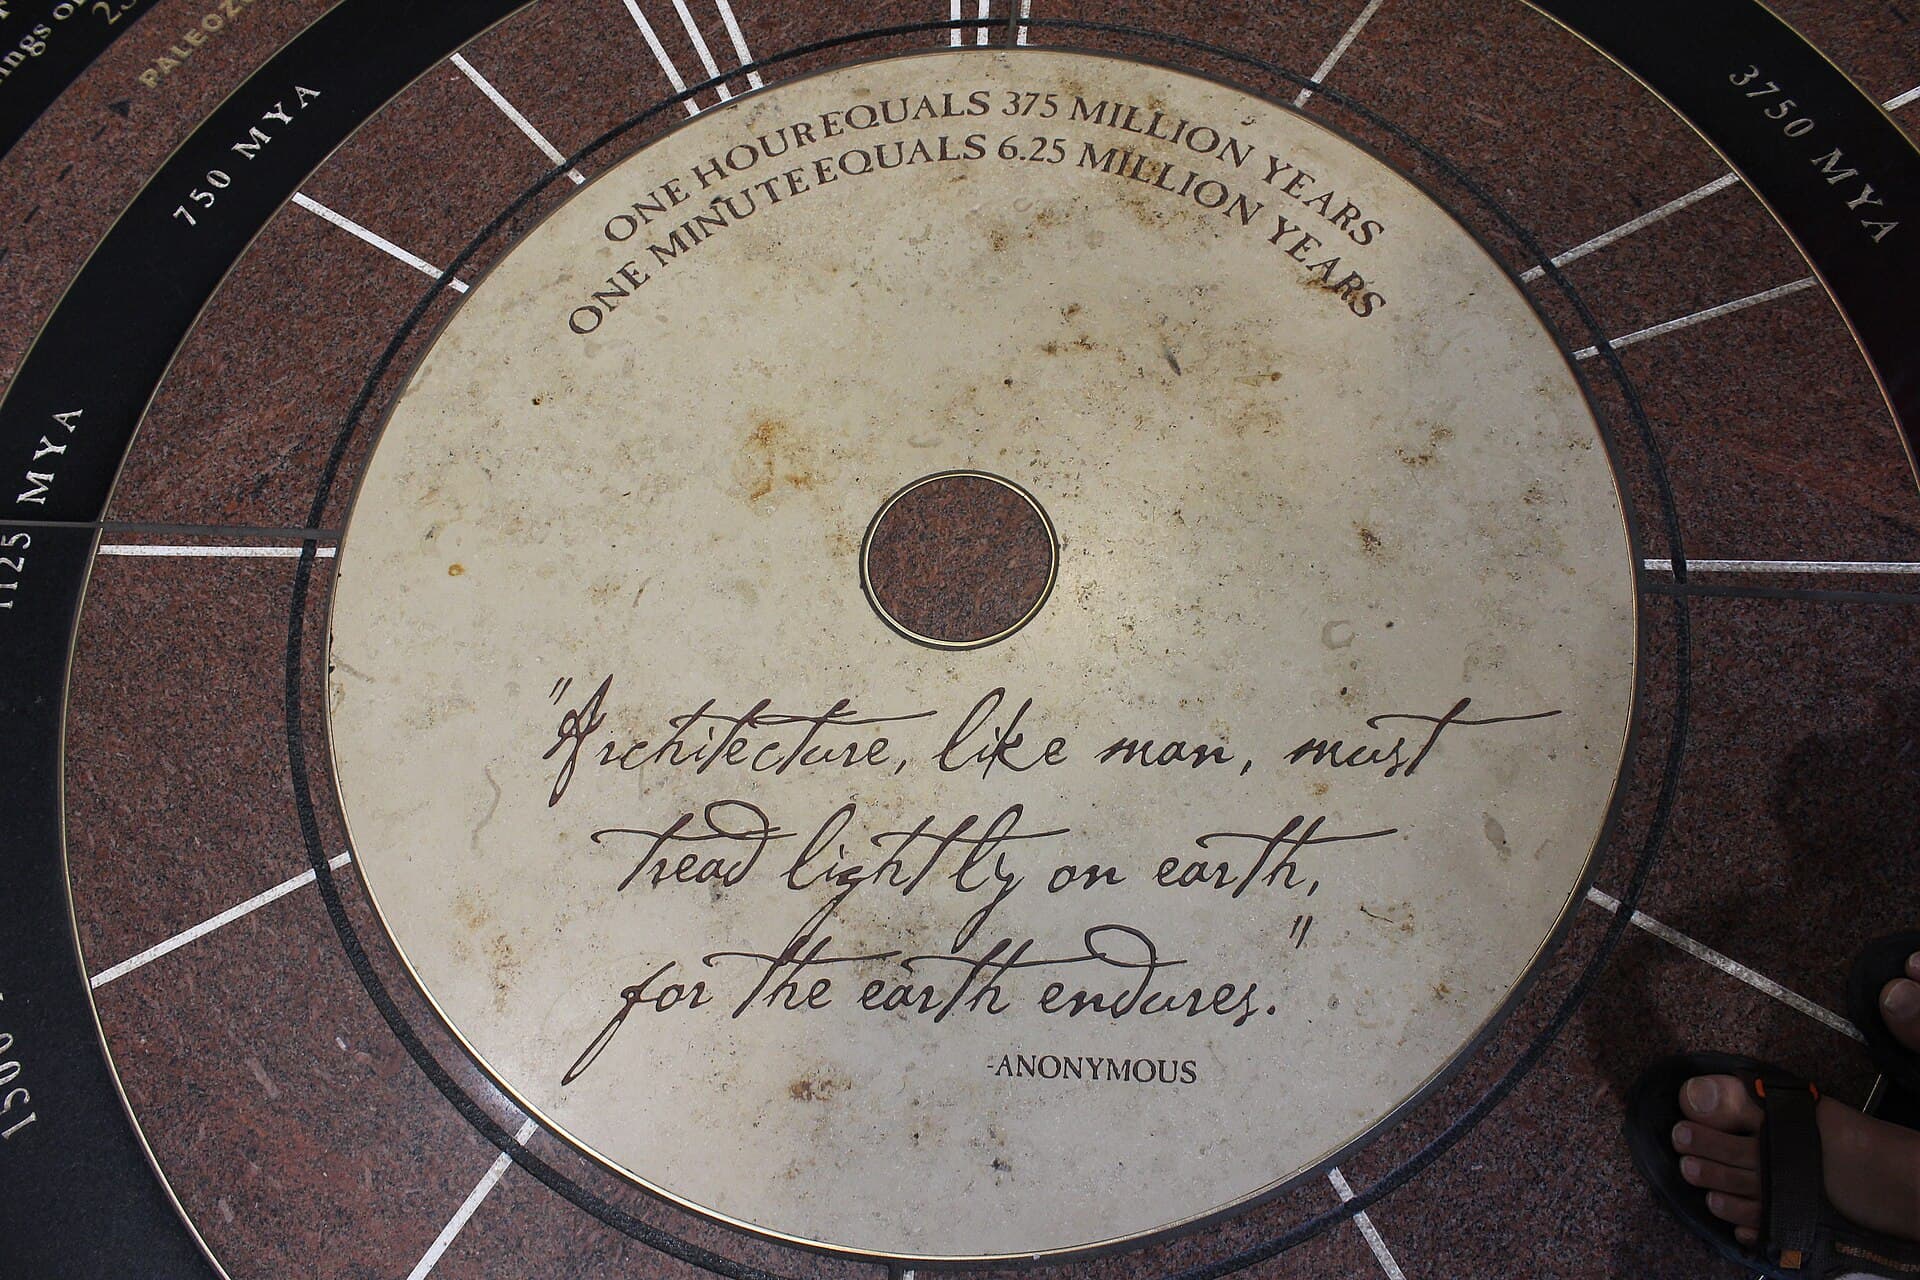 ONE HOUR EQUALS 375 MILLION YEARS
ONE MINUTE EQUALS 6.25 MILLION YEARS
"Architecture, like man, must
tread lightly on earth,
for the earth endures."
-ANONYMOUS
750 MYA
3750 MYA
1125 MYA
1500